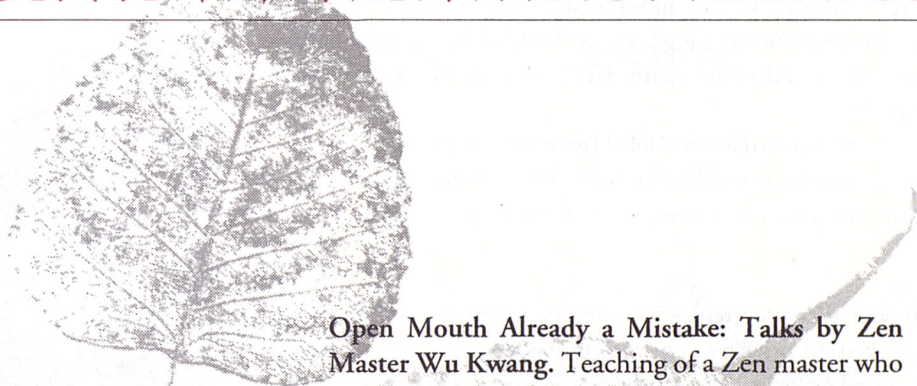 Open Mouth Already a Mistake: Talks by Zen
Master Wu Kwang. Teaching of a Zen master who